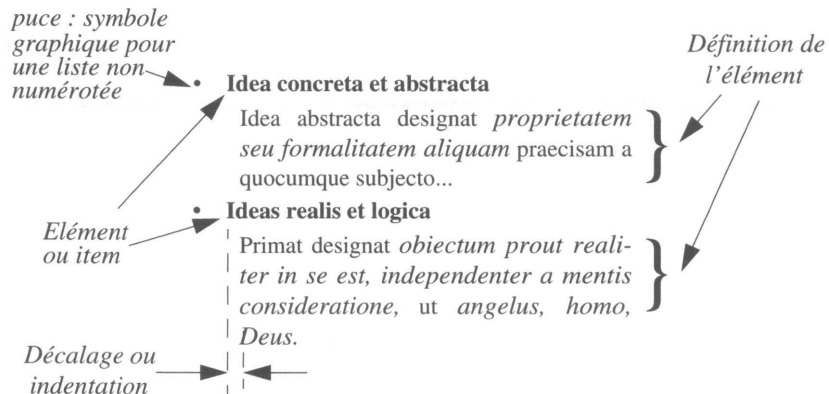 puce : symbole
graphique pour
une liste non
numérotée
Définition de
l'élément
• Idea concreta et abstracta
Idea abstracta designat proprietatem
seu formalitatem aliquam praecisam a
quocumque subjecto...
• Ideas realis et logica
Elément
ou item
Primat designat obiectum prout reali-
ter in se est, independenter a mentis
consideratione, ut angelus, homo,
Deus.
Décalage ou
indentation